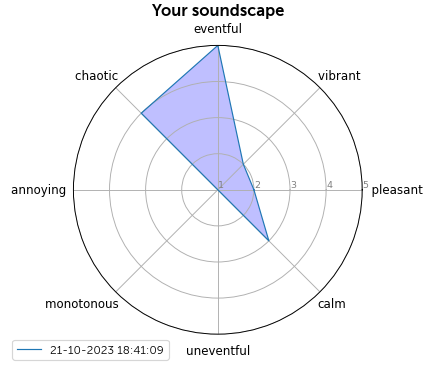 Your soundscape
eventful
chaotic
vibrant
annoying
1 2 3 4 5
pleasant
monotonous
calm
uneventful
21-10-2023 18:41:09